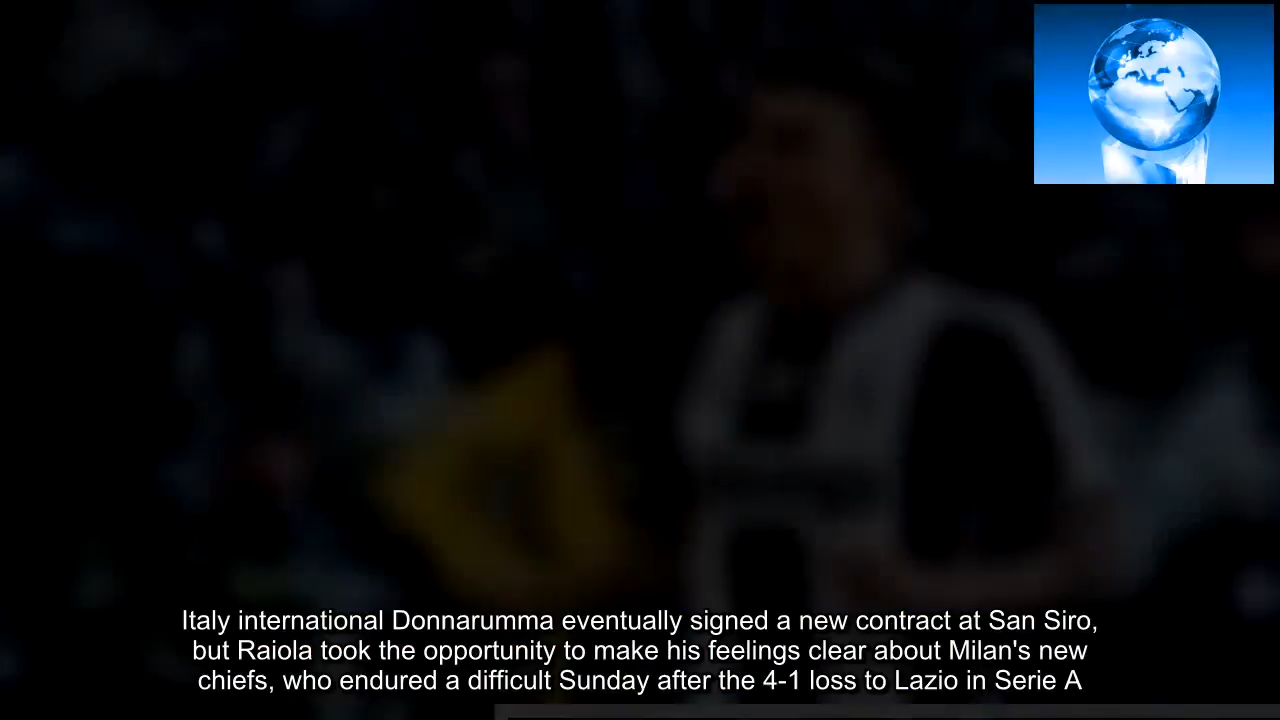 Italy international Donnarumma eventually signed a new contract at San Siro,
but Raiola took the opportunity to make his feelings clear about Milan's new
chiefs, who endured a difficult Sunday after the 4-1 loss to Lazio in Serie A